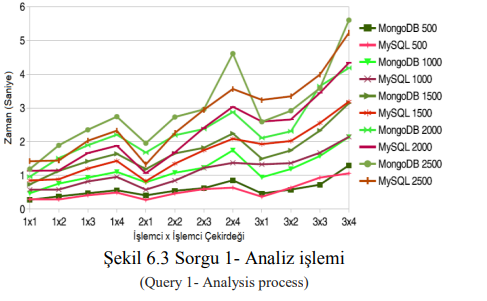 6
5
4
3
2
1
0
Zaman (Saniye)
1x1 1x2 1x3 1x4 2x1 2x2 2x3 2x4 3x1 3x2 3x3 3x4
İşlemci x İşlemci Çekirdeği
MongoDB 500
MySQL 500
MongoDB 1000
MySQL 1000
MongoDB 1500
MySQL 1500
MongoDB 2000
MySQL 2000
MongoDB 2500
MySQL 2500
Şekil 6.3 Sorgu 1- Analiz işlemi
(Query 1- Analysis process)